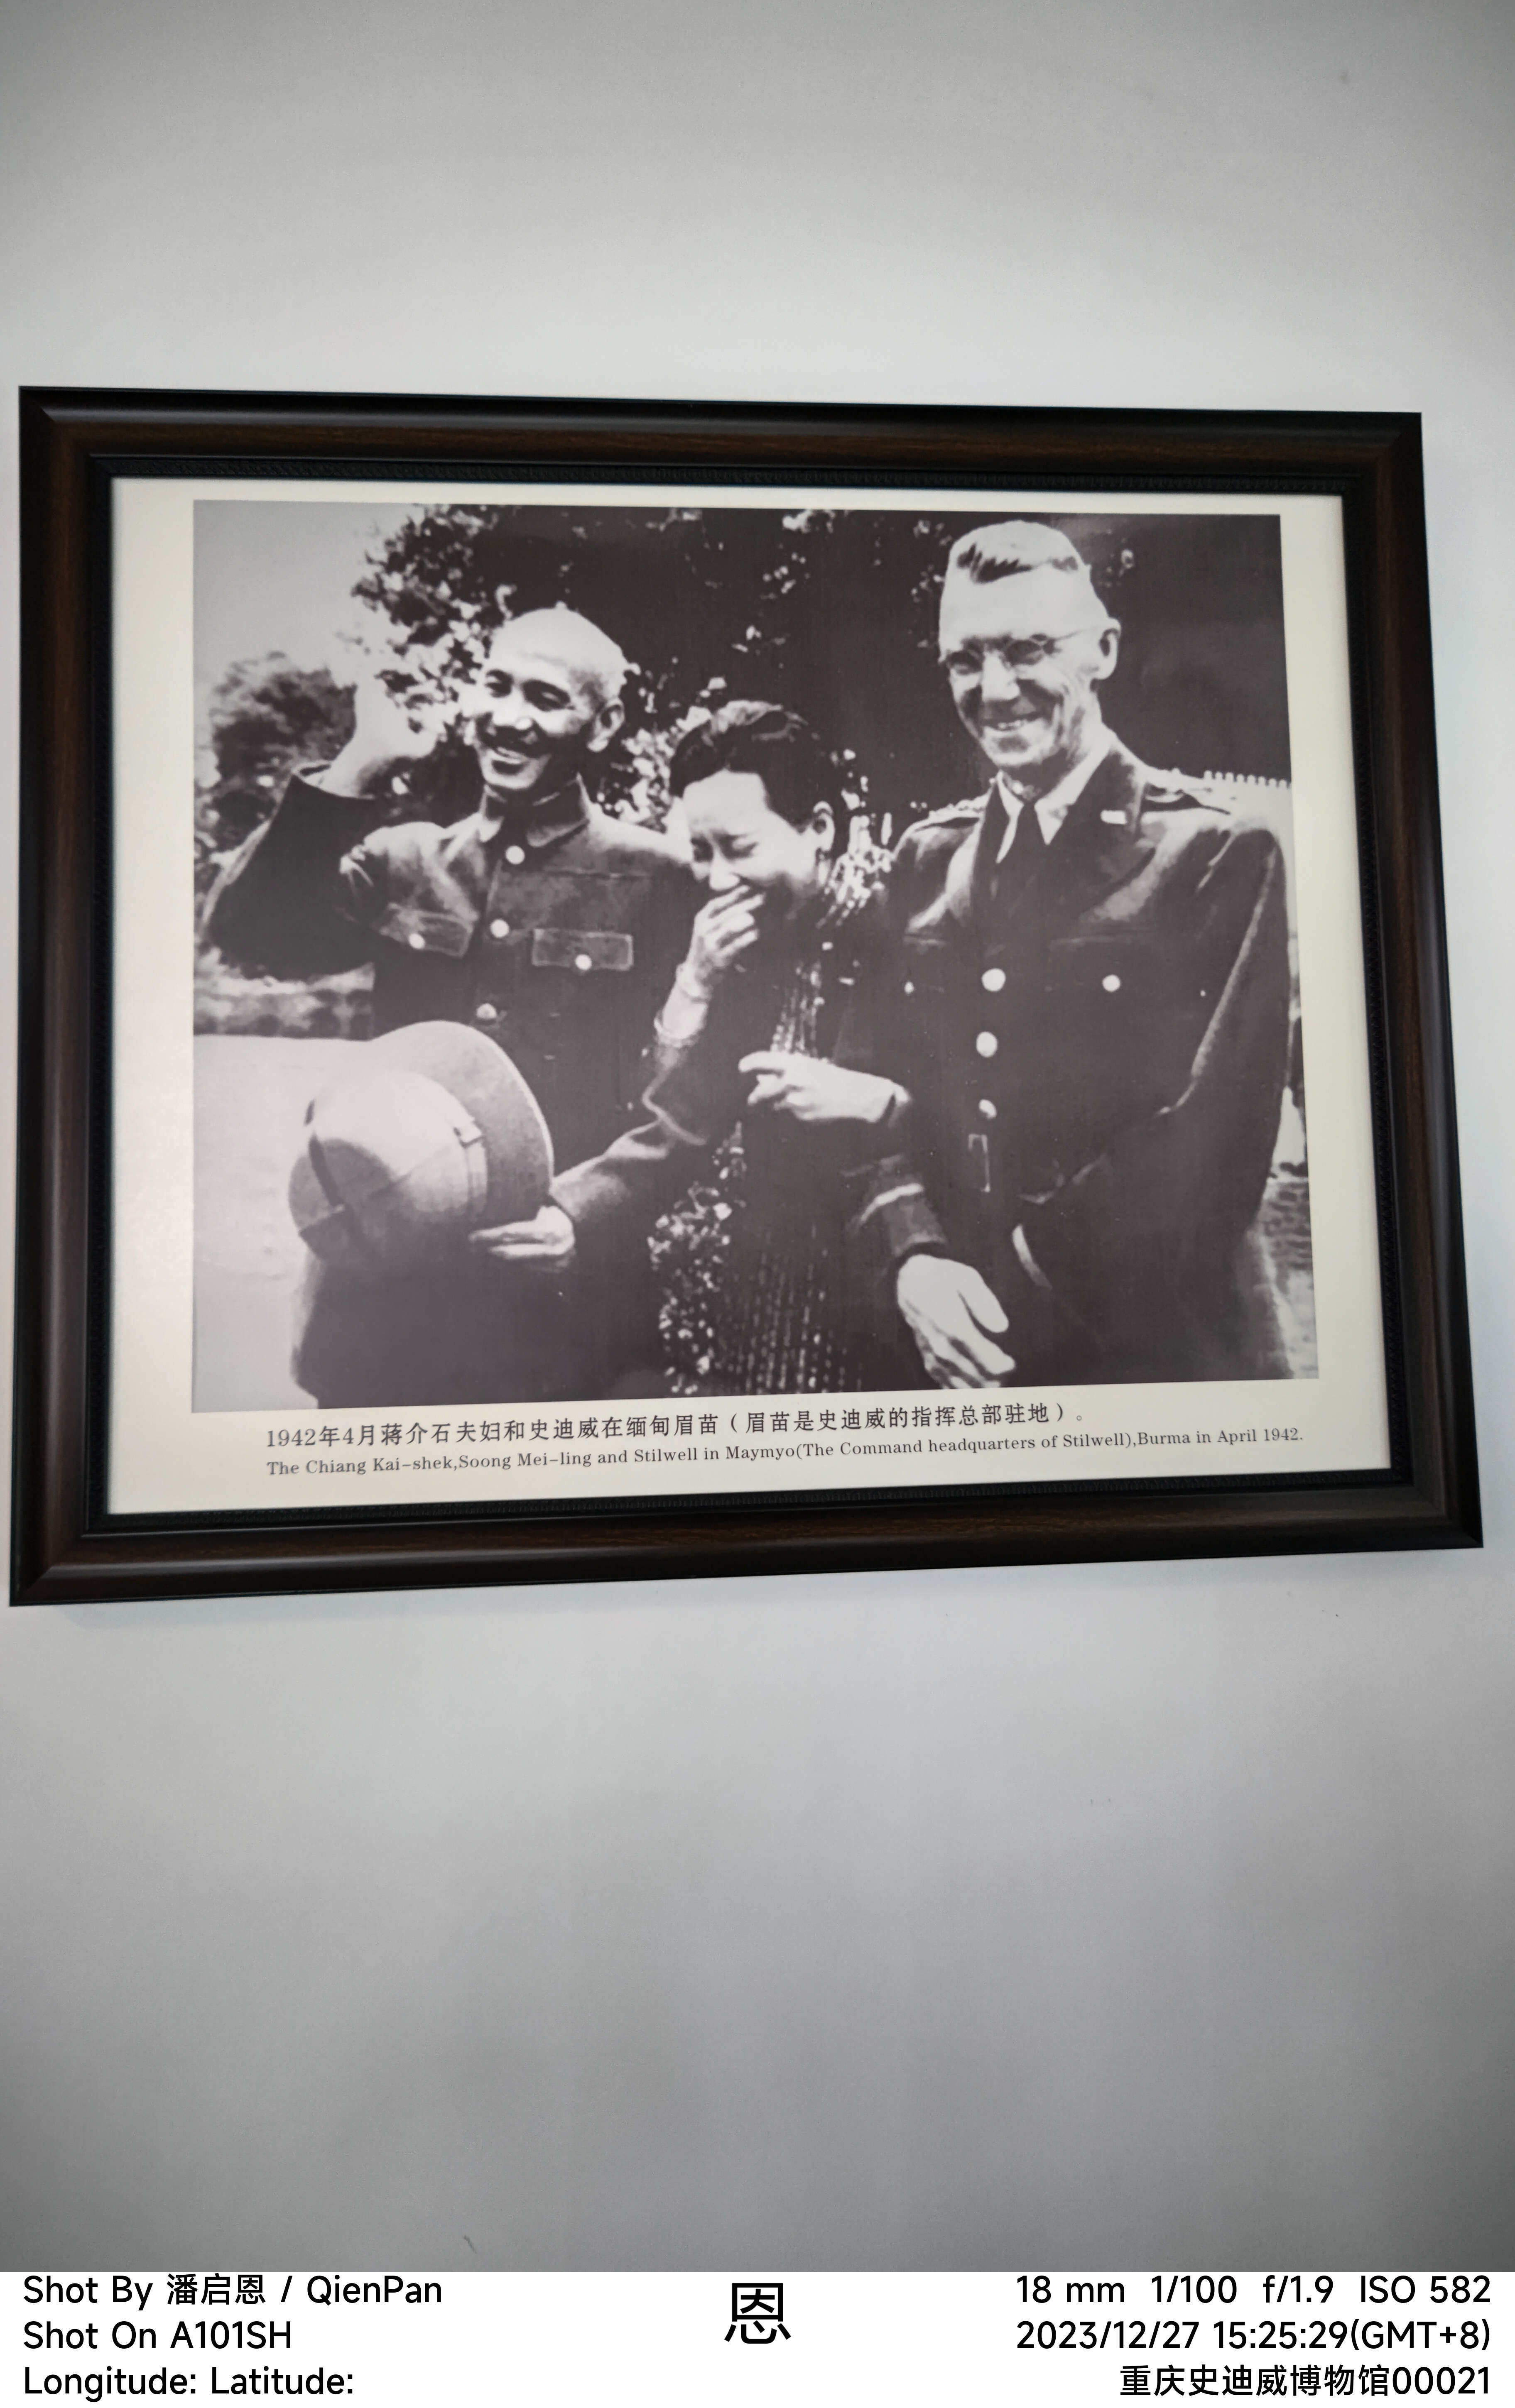 1942年4月蒋介石夫妇和史迪威在缅甸眉苗（眉苗是史迪威的指挥总部驻地）。
The Chiang Kai-shek,Soong Mei-ling and Stilwell in Maymyo(The Command headquarters of Stilwell),Burma in April 1942.
Shot By 潘启恩 / QienPan
Shot On A101SH
Longitude: Latitude:
恩
18 mm 1/100 f/1.9 ISO 582
2023/12/27 15:25:29(GMT+8)
重庆史迪威博物馆00021